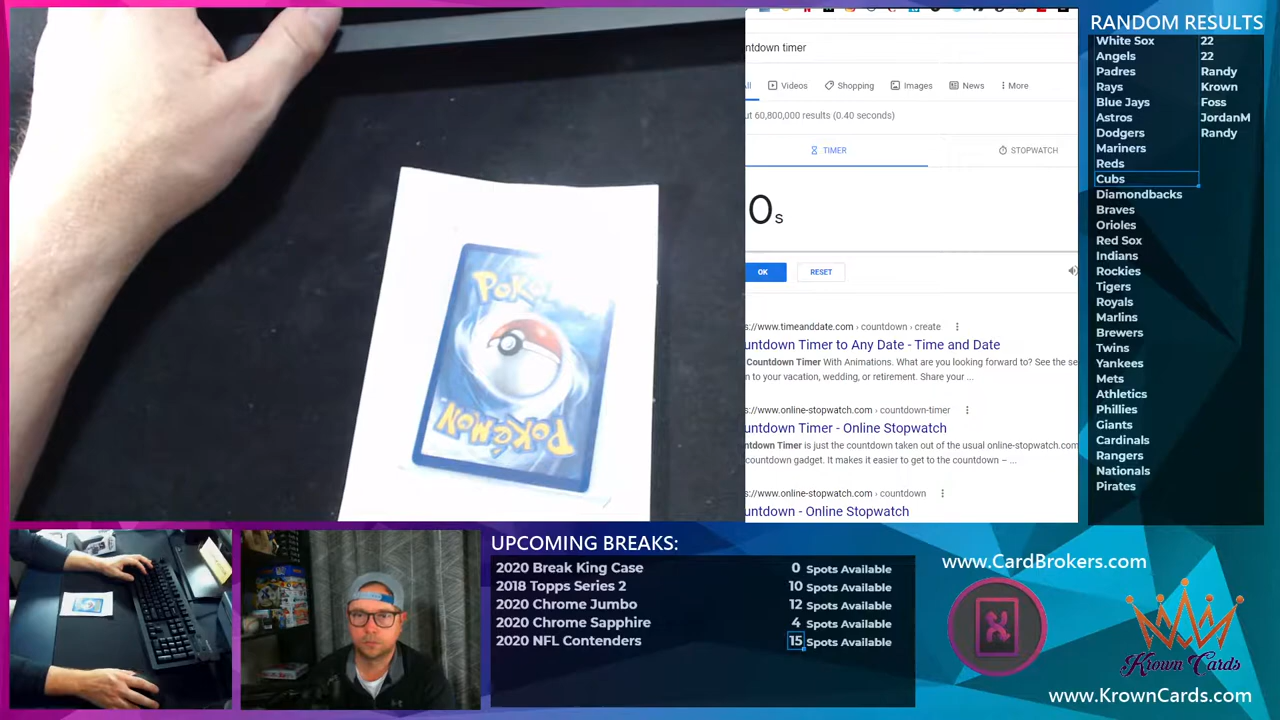 ntdown timer
All
Videos
Shopping
Images
News
More
ut 60,800,000 results (0.40 seconds)
TIMER
STOPWATCH
0s
OK
RESET
s://www.timeanddate.com › countdown › create
untdown Timer to Any Date - Time and Date
Countdown Timer With Animations. What are you looking forward to? See the se
n to your vacation, wedding, or retirement. Share your ...
s://www.online-stopwatch.com › countdown-timer
untdown Timer - Online Stopwatch
ntdown Timer is just the countdown taken out of the usual online-stopwatch.com
countdown gadget. It makes it easier to get to the countdown – ...
s://www.online-stopwatch.com › countdown
untdown - Online Stopwatch
RANDOM RESULTS
White Sox 22
Angels 22
Padres Randy
Rays Krown
Blue Jays Foss
Astros JordanM
Dodgers Randy
Mariners
Reds
Cubs
Diamondbacks
Braves
Orioles
Red Sox
Indians
Rockies
Tigers
Royals
Marlins
Brewers
Twins
Yankees
Mets
Athletics
Phillies
Giants
Cardinals
Rangers
Nationals
Pirates
Poké
POKéMON
UPCOMING BREAKS:
2020 Break King Case 0 Spots Available
2018 Topps Series 2 10 Spots Available
2020 Chrome Jumbo 12 Spots Available
2020 Chrome Sapphire 4 Spots Available
2020 NFL Contenders 15 Spots Available
www.CardBrokers.com
K
Krown Cards
www.KrownCards.com